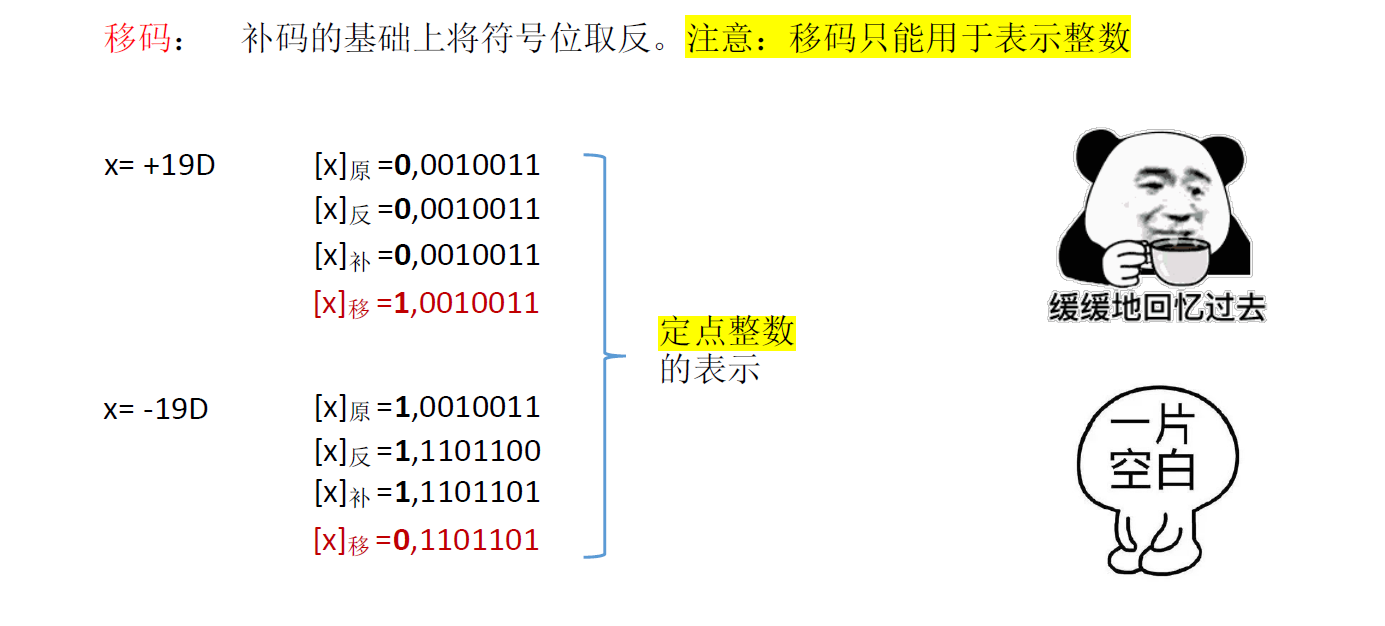 移码： 补码的基础上将符号位取反。注意：移码只能用于表示整数
x= +19D
[x]原 =0,0010011
[x]反 =0,0010011
[x]补 =0,0010011
[x]移 =1,0010011
x= -19D
[x]原 =1,0010011
[x]反 =1,1101100
[x]补 =1,1101101
[x]移 =0,1101101
定点整数
的表示
缓缓地回忆过去
一片
空白